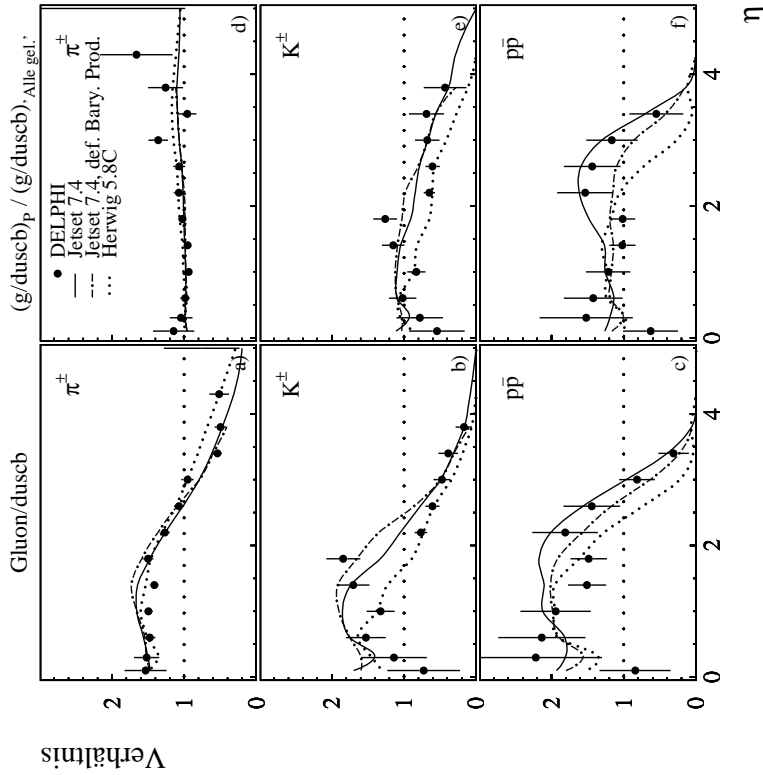 Gluon/duscb
(g/duscb)p / (g/duscb),Alle gel.'
Verhältnis
π±
a)
2
1
0
● DELPHI
Jetset 7.4
Jetset 7.4, def. Bary. Prod.
Herwig 5.8C
π±
d)
K±
b)
2
1
0
K±
e)
pp̄
c)
2
1
0
pp̄
f)
0 2 4
0 2 4
η